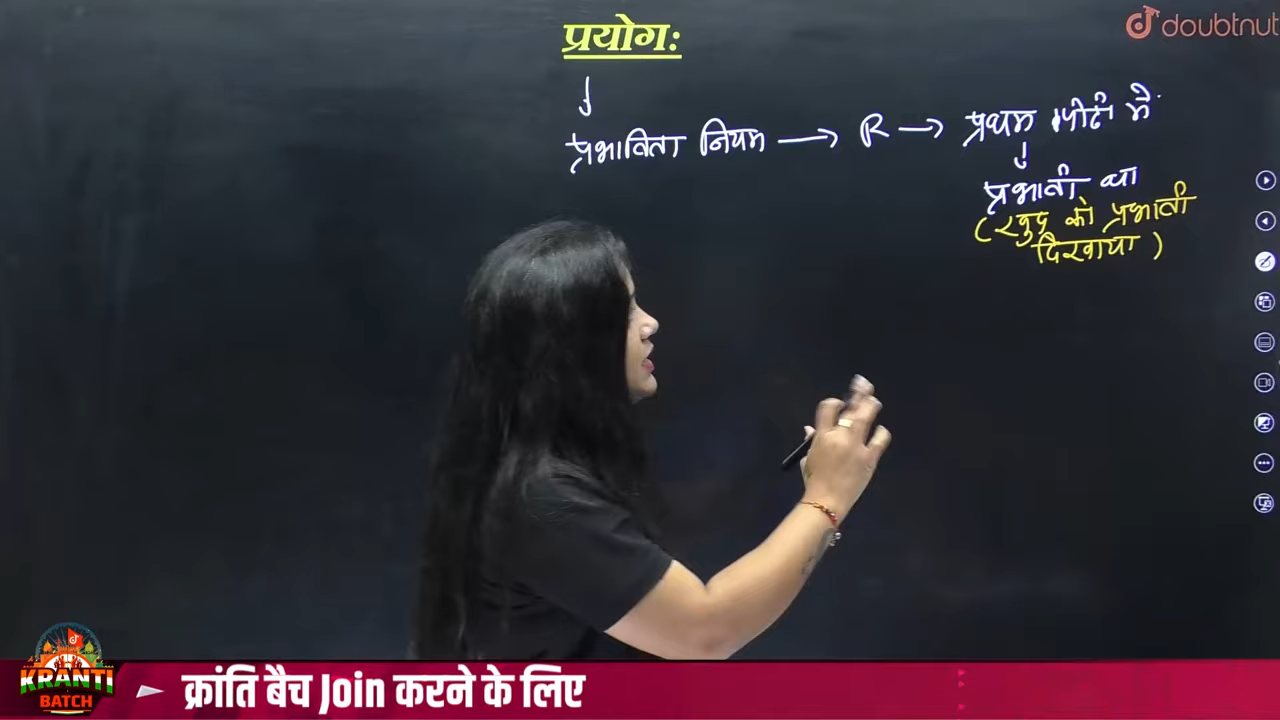 प्रयोग:
doubtnut
प्रभाविता नियम → R → प्रथम पीढी में
प्रभावी था
(खुद को प्रभावी
दिखाया)
KRANTI
BATCH
क्रांति बैच Join करने के लिए